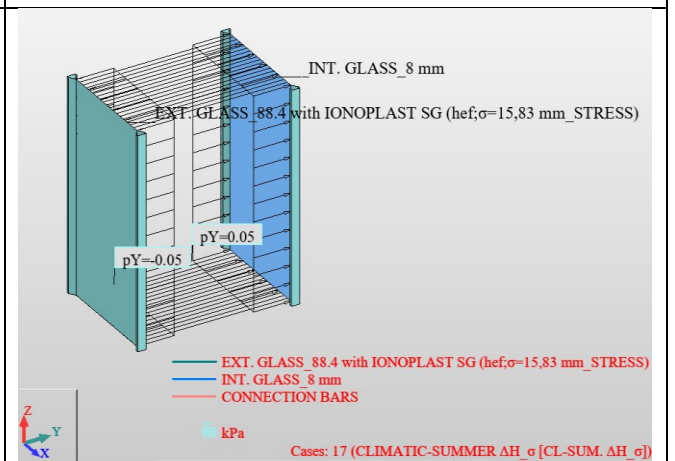 INT. GLASS_8 mm
EXT. GLASS_88.4 with IONOPLAST SG (hef;σ=15,83 mm_STRESS)
pY=0.05
pY=-0.05
EXT. GLASS_88.4 with IONOPLAST SG (hef;σ=15,83 mm_STRESS)
INT. GLASS_8 mm
CONNECTION BARS
kPa
Z
Y
X
Cases: 17 (CLIMATIC-SUMMER ΔH_σ [CL-SUM. ΔH_σ])